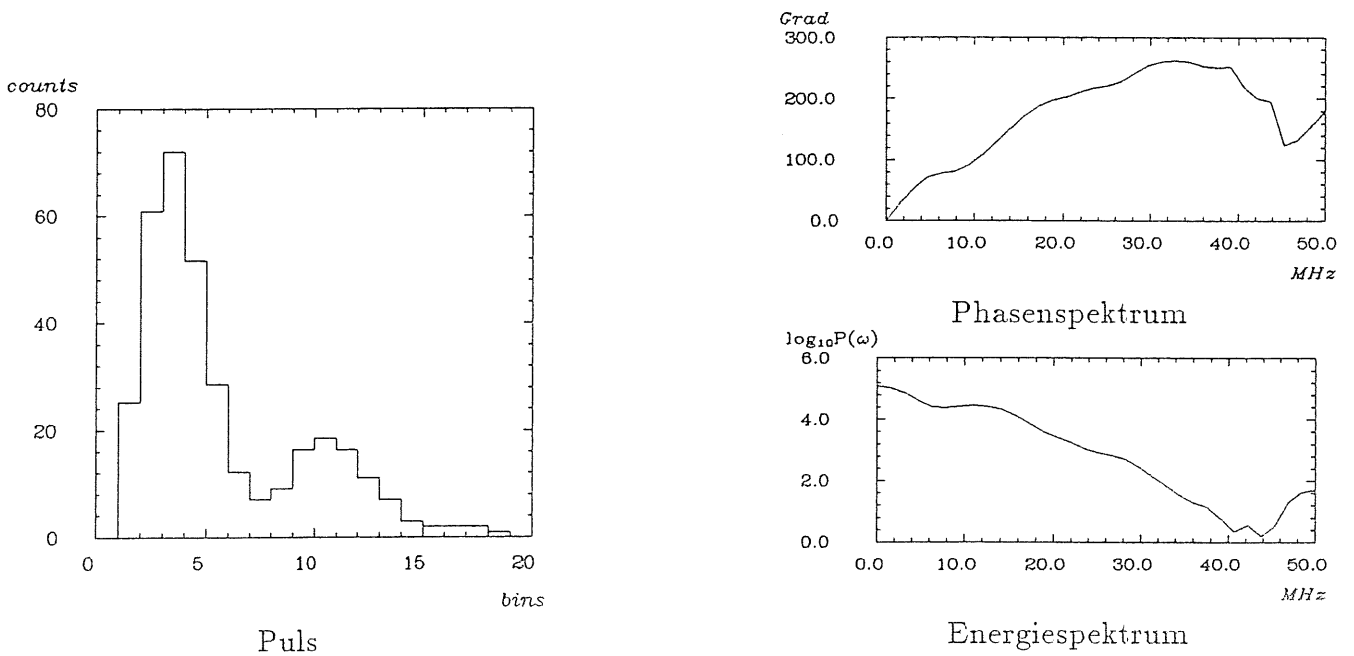 counts
80
60
40
20
0
0 5 10 15 20
bins
Puls
Grad
300.0
200.0
100.0
0.0
0.0 10.0 20.0 30.0 40.0 50.0
MHz
Phasenspektrum
log₁₀P(ω)
6.0
4.0
2.0
0.0
0.0 10.0 20.0 30.0 40.0 50.0
MHz
Energiespektrum